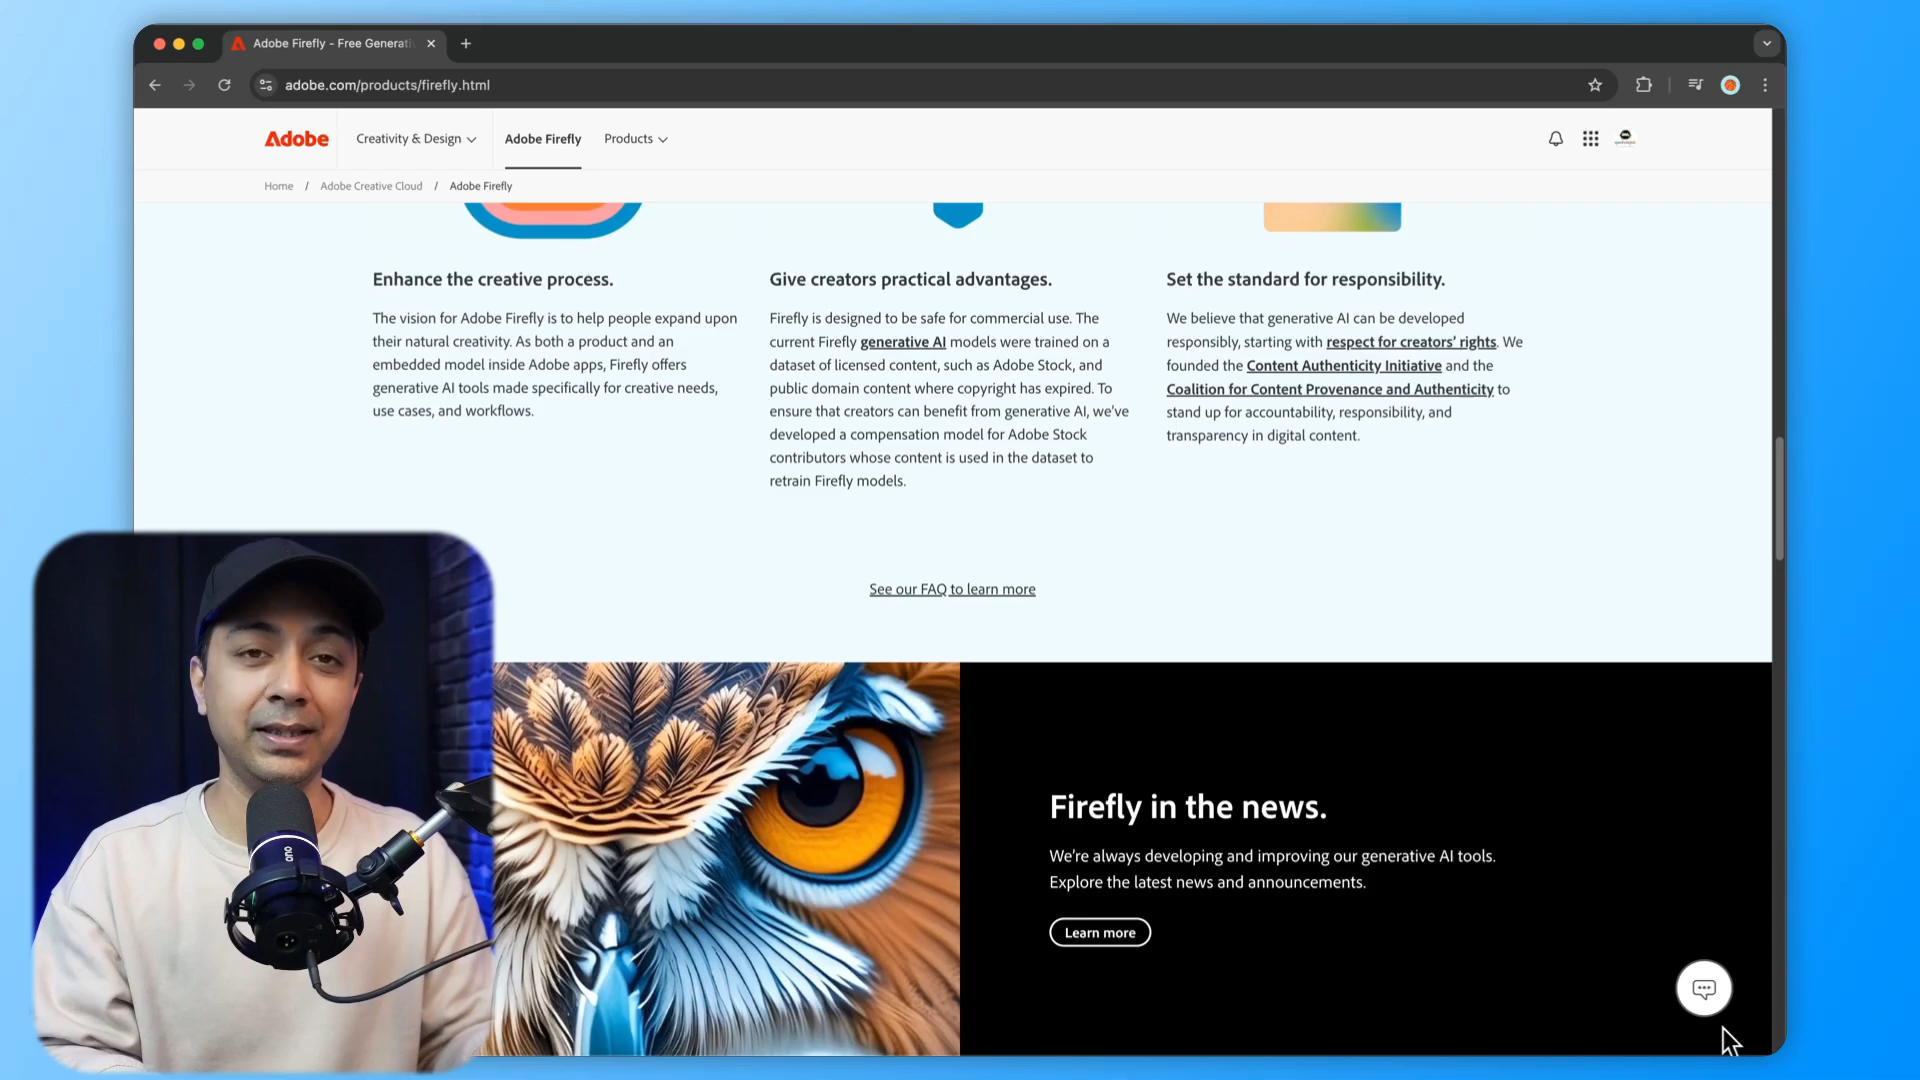 Adobe Firefly - Free Generati
adobe.com/products/firefly.html
Adobe
Creativity & Design
Adobe Firefly
Products
Home / Adobe Creative Cloud / Adobe Firefly
Enhance the creative process.
The vision for Adobe Firefly is to help people expand upon
their natural creativity. As both a product and an
embedded model inside Adobe apps, Firefly offers
generative AI tools made specifically for creative needs,
use cases, and workflows.
Give creators practical advantages.
Firefly is designed to be safe for commercial use. The
current Firefly generative AI models were trained on a
dataset of licensed content, such as Adobe Stock, and
public domain content where copyright has expired. To
ensure that creators can benefit from generative AI, we've
developed a compensation model for Adobe Stock
contributors whose content is used in the dataset to
retrain Firefly models.
Set the standard for responsibility.
We believe that generative AI can be developed
responsibly, starting with respect for creators' rights. We
founded the Content Authenticity Initiative and the
Coalition for Content Provenance and Authenticity to
stand up for accountability, responsibility, and
transparency in digital content.
See our FAQ to learn more
Firefly in the news.
We're always developing and improving our generative AI tools.
Explore the latest news and announcements.
Learn more